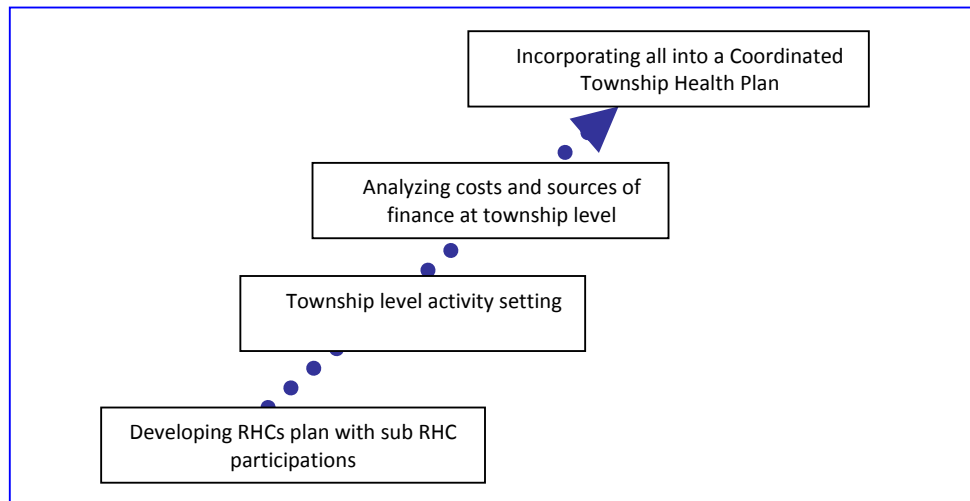 Incorporating all into a Coordinated
Township Health Plan
Analyzing costs and sources of
finance at township level
Township level activity setting
Developing RHCs plan with sub RHC
participations